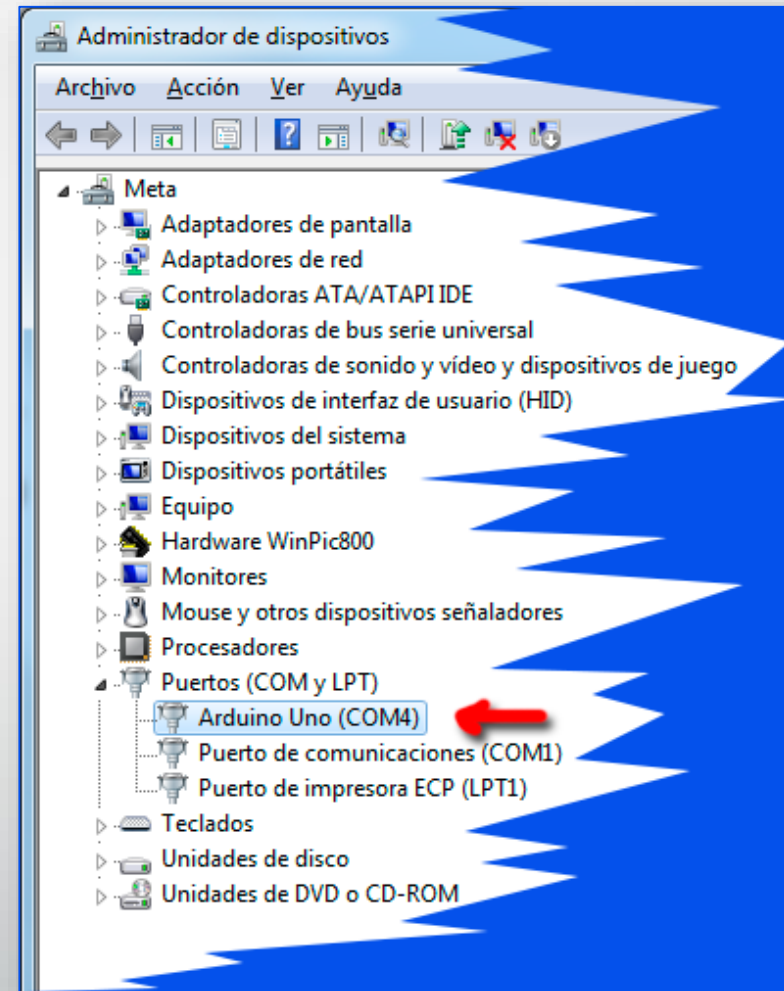 Administrador de dispositivos
Archivo Acción Ver Ayuda
Meta
Adaptadores de pantalla
Adaptadores de red
Controladoras ATA/ATAPI IDE
Controladoras de bus serie universal
Controladoras de sonido y vídeo y dispositivos de juego
Dispositivos de interfaz de usuario (HID)
Dispositivos del sistema
Dispositivos portátiles
Equipo
Hardware WinPic800
Monitores
Mouse y otros dispositivos señaladores
Procesadores
Puertos (COM y LPT)
Arduino Uno (COM4)
Puerto de comunicaciones (COM1)
Puerto de impresora ECP (LPT1)
Teclados
Unidades de disco
Unidades de DVD o CD-ROM